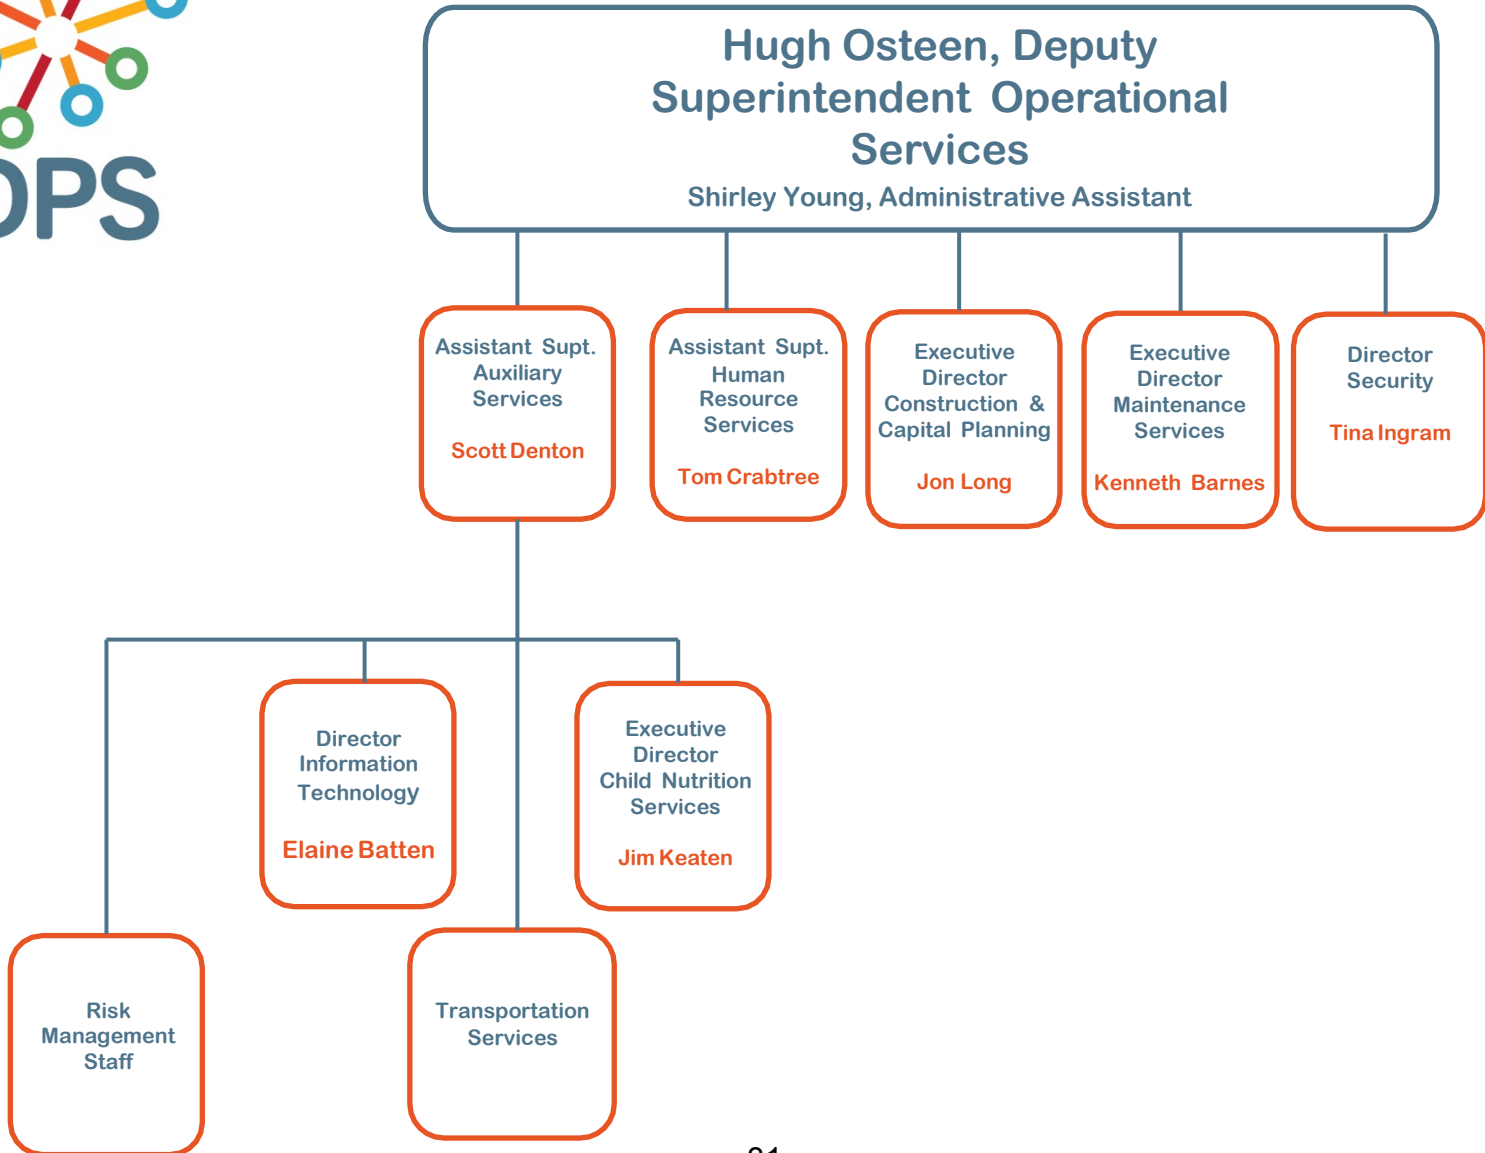 OPS
Hugh Osteen, Deputy
Superintendent Operational
Services
Shirley Young, Administrative Assistant
Assistant Supt.
Auxiliary
Services
Scott Denton
Assistant Supt.
Human
Resource
Services
Tom Crabtree
Executive
Director
Construction &
Capital Planning
Jon Long
Executive
Director
Maintenance
Services
Kenneth Barnes
Director
Security
Tina Ingram
Director
Information
Technology
Elaine Batten
Executive
Director
Child Nutrition
Services
Jim Keaten
Risk
Management
Staff
Transportation
Services